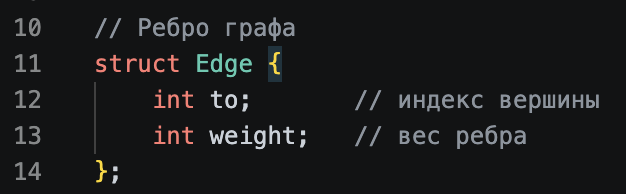 10 // Ребро графа
11 struct Edge {
12 int to; // индекс вершины
13 int weight; // вес ребра
14 };